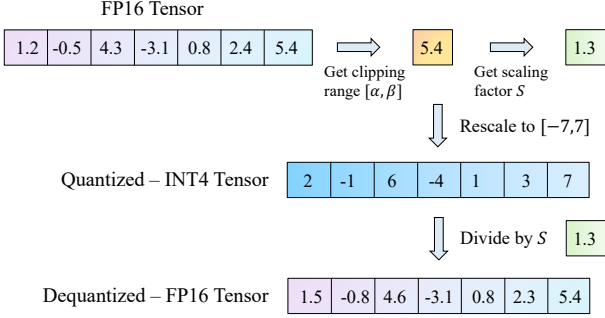 FP16 Tensor
1.2 -0.5 4.3 -3.1 0.8 2.4 5.4
Get clipping
range [α,β]
5.4
Get scaling
factor S
1.3
Rescale to [−7,7]
Quantized – INT4 Tensor
2 -1 6 -4 1 3 7
Divide by S
1.3
Dequantized – FP16 Tensor
1.5 -0.8 4.6 -3.1 0.8 2.3 5.4